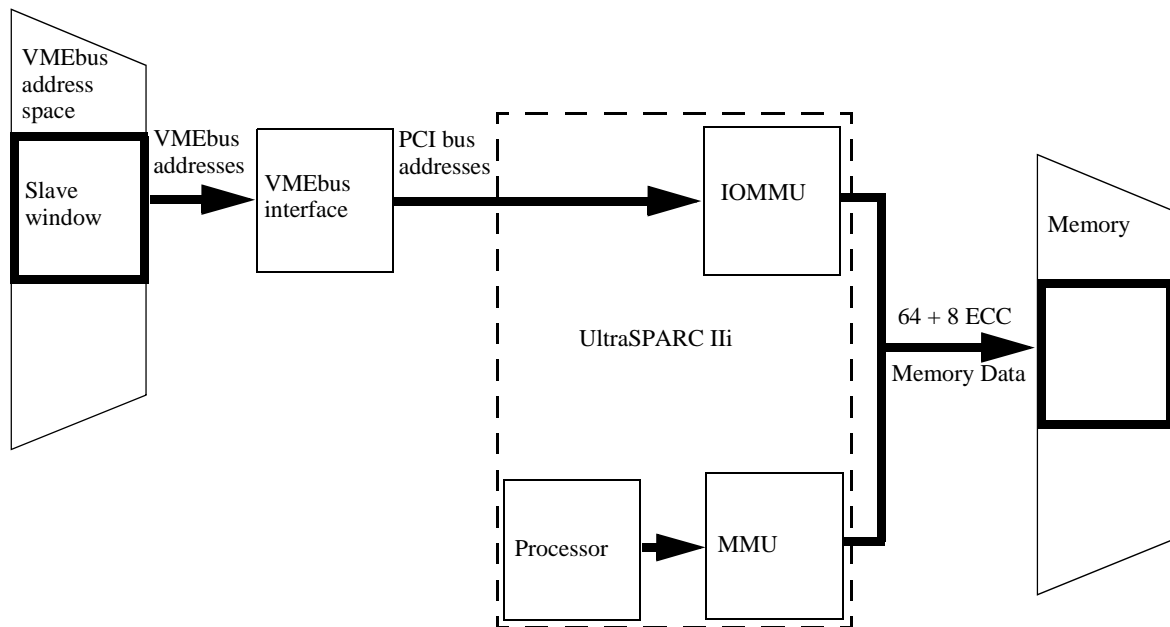 VMEbus
address
space
Slave
window
VMEbus
addresses
VMEbus
interface
PCI bus
addresses
IOMMU
UltraSPARC IIi
Processor
MMU
64 + 8 ECC
Memory Data
Memory